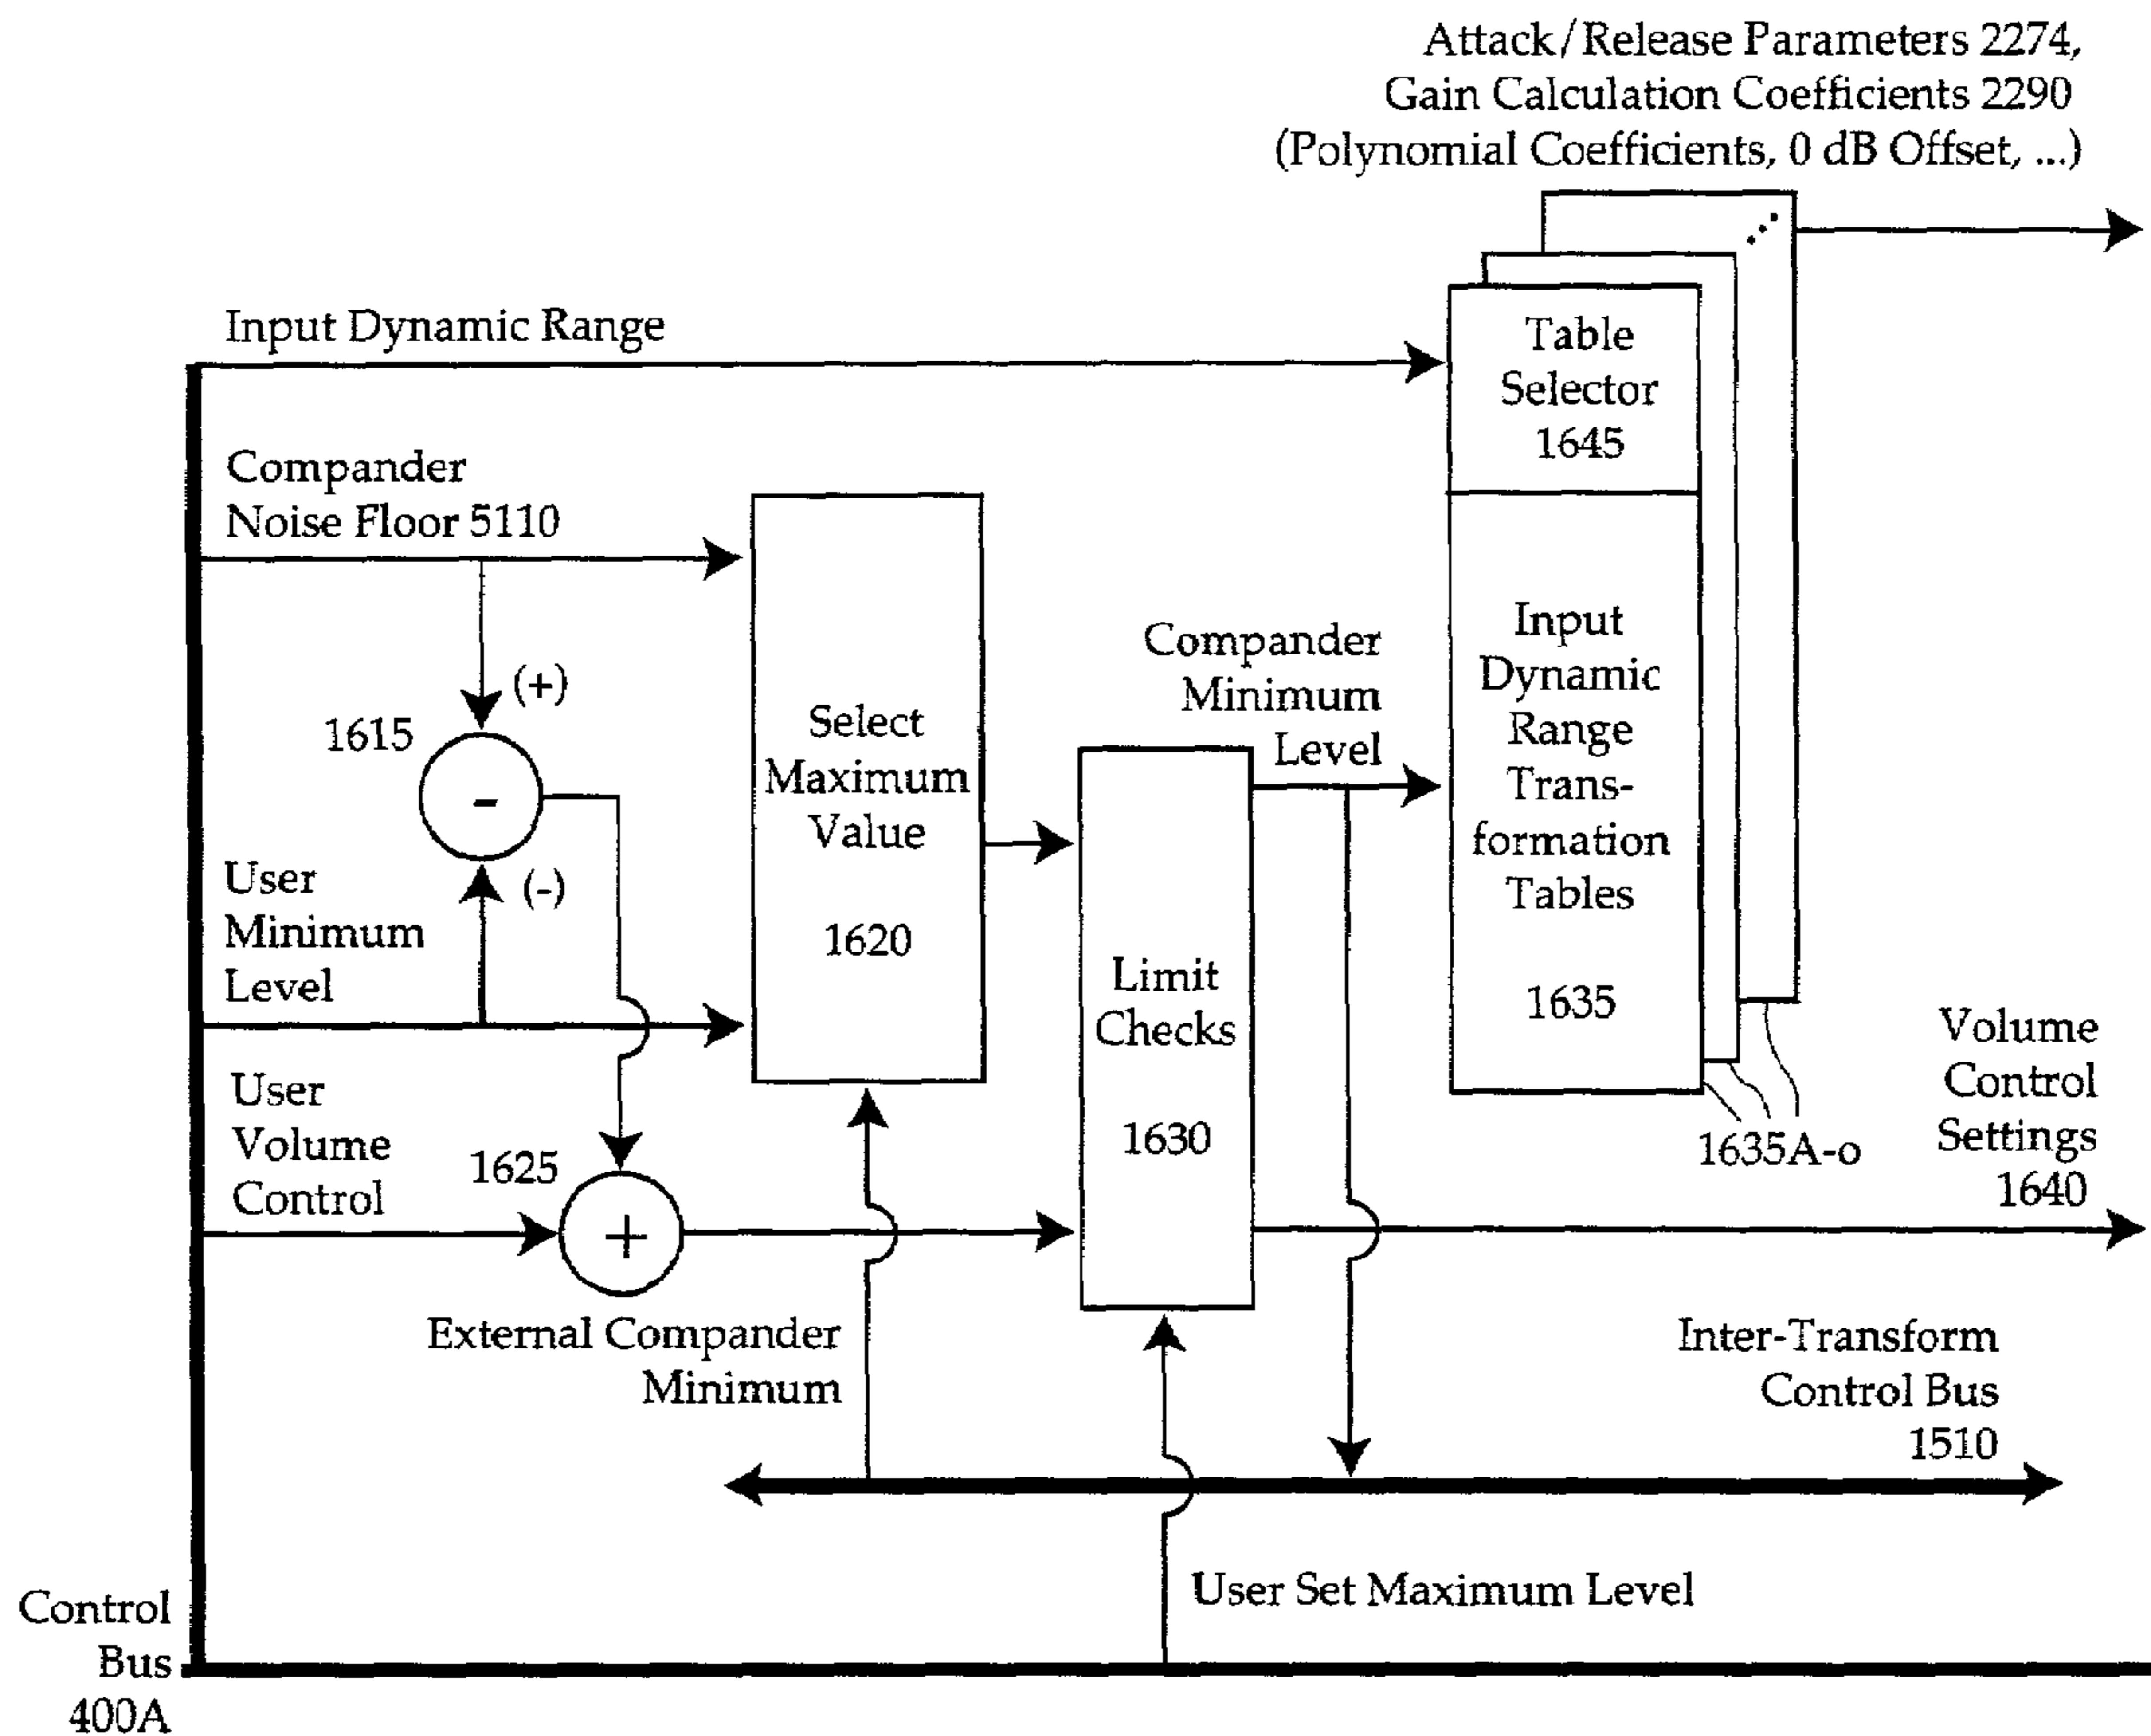 Attack/Release Parameters 2274,
Gain Calculation Coefficients 2290
(Polynomial Coefficients, 0 dB Offset, ...)
Input Dynamic Range
Table
Selector
1645
Compander
Noise Floor 5110
(+)
1615
-
(-)
User
Minimum
Level
Select
Maximum
Value
1620
Compander
Minimum
Level
Input
Dynamic
Range
Trans-
formation
Tables
1635
1635A-o
Limit
Checks
1630
User
Volume
Control
1625
+
Volume
Control
Settings
1640
External Compander
Minimum
Inter-Transform
Control Bus
1510
User Set Maximum Level
Control
Bus
400A